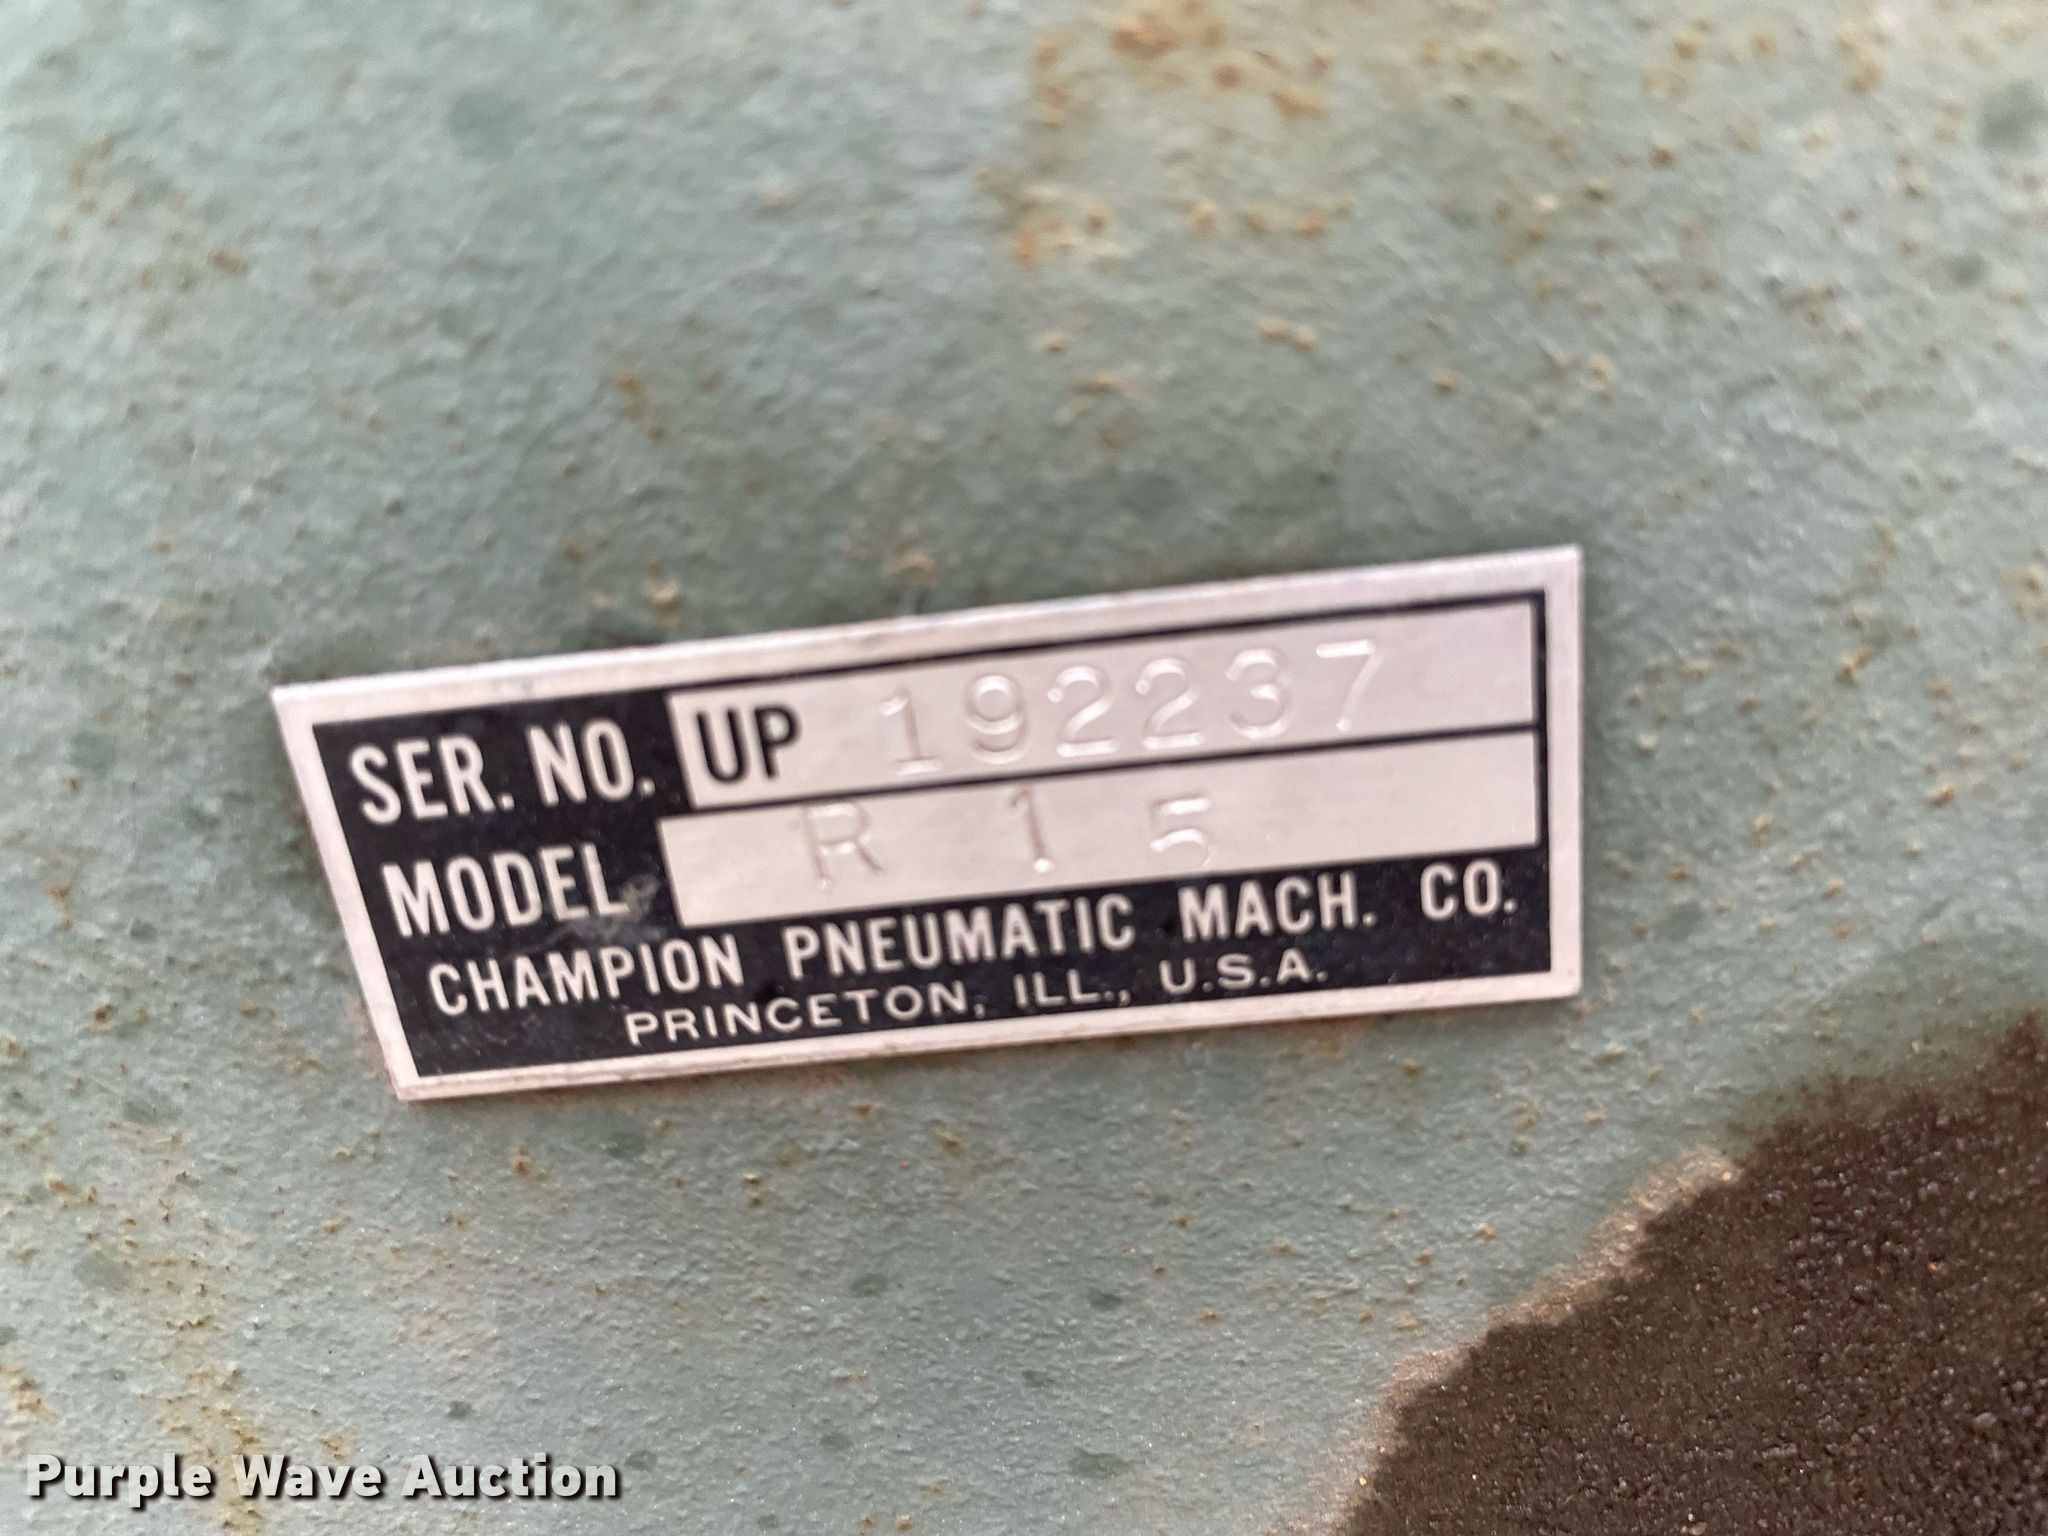 SER. NO. UP 192237
MODEL R 15
CHAMPION PNEUMATIC MACH. CO.
PRINCETON, ILL., U.S.A.
Purple Wave Auction